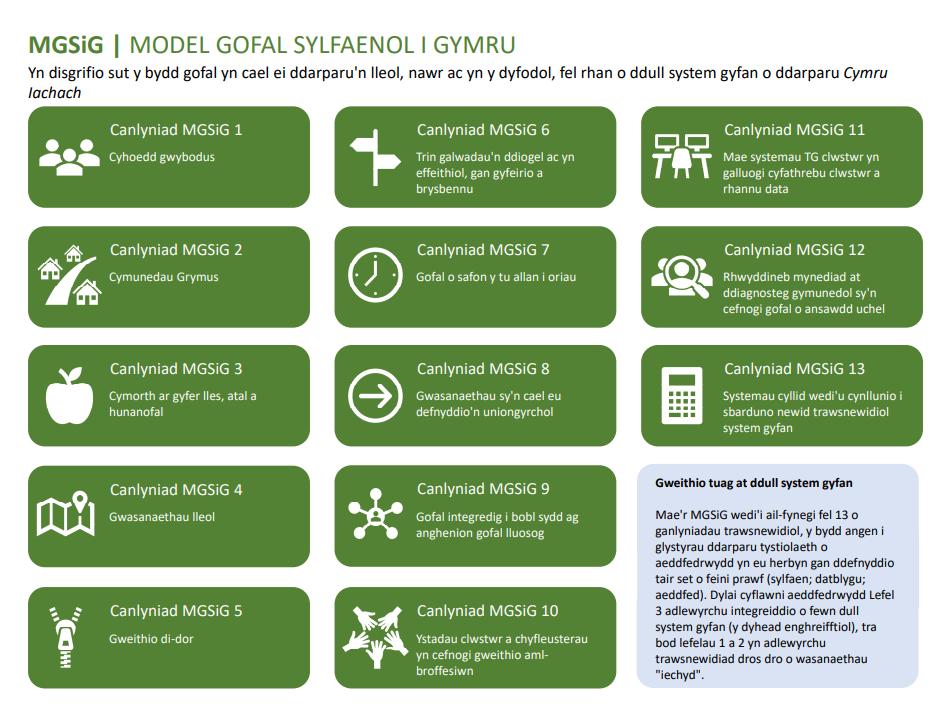 MGSiG | MODEL GOFAL SYLFAENOL I GYMRU
Yn disgrifio sut y bydd gofal yn cael ei ddarparu'n lleol, nawr ac yn y dyfodol, fel rhan o ddull system gyfan o ddarparu Cymru
Iachach
Canlyniad MGSiG 1
Cyhoedd gwybodus
Canlyniad MGSiG 2
Cymunedau Grymus
Canlyniad MGSiG 3
Cymorth ar gyfer lles, atal a
hunanofal
Canlyniad MGSiG 4
Gwasanaethau lleol
Canlyniad MGSiG 5
Gweithio di-dor
Canlyniad MGSiG 6
Trin galwadau'n ddiogel ac yn
effeithiol, gan gyfeirio a
brysbennu
Canlyniad MGSiG 7
Gofal o safon y tu allan i oriau
Canlyniad MGSiG 8
Gwasanaethau sy'n cael eu
defnyddio'n uniongyrchol
Canlyniad MGSiG 9
Gofal integredig i bobl sydd ag
anghenion gofal lluosog
Canlyniad MGSiG 10
Ystadau clwstwr a chyfleusterau
yn cefnogi gweithio aml-
broffesiwn
Canlyniad MGSiG 11
Mae systemau TG clwstwr yn
galluogi cyfathrebu clwstwr a
rhannu data
Canlyniad MGSiG 12
Rhwyddineb mynediad at
ddiagnosteg gymunedol sy'n
cefnogi gofal o ansawdd uchel
Canlyniad MGSiG 13
Systemau cyllid wedi'u cynllunio i
sbarduno newid trawsnewidiol
system gyfan
Gweithio tuag at ddull system gyfan
Mae'r MGSiG wedi'i ail-fynegi fel 13 o
ganlyniadau trawsnewidiol, y bydd angen i
glystyrau ddarparu tystiolaeth o
aeddfedrwydd yn eu herbyn gan ddefnyddio
tair set o feini prawf (sylfaen; datblygu;
aeddfed). Dylai cyflawni aeddfedrwydd Lefel
3 adlewyrchu integreiddio o fewn dull
system gyfan (y dyhead enghreifftiol), tra
bod lefelau 1 a 2 yn adlewyrchu
trawsnewidiad dros dro o wasanaethau
"iechyd".